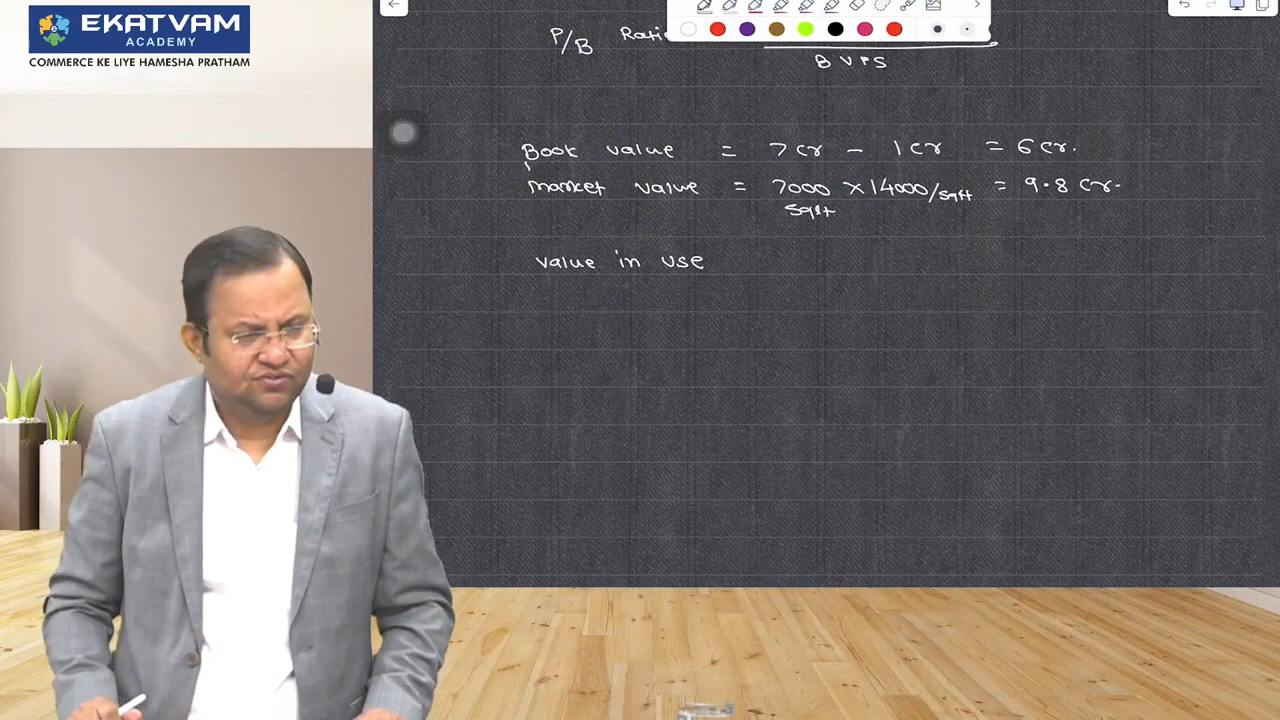 EKATVAM
ACADEMY
COMMERCE KE LIYE HAMESHA PRATHAM
P/B
BVPS
Book value = 7 Cr - 1 Cr = 6 Cr.
market value = 7000 × 14000/sqft = 9.8 Cr.
sqft
value in use